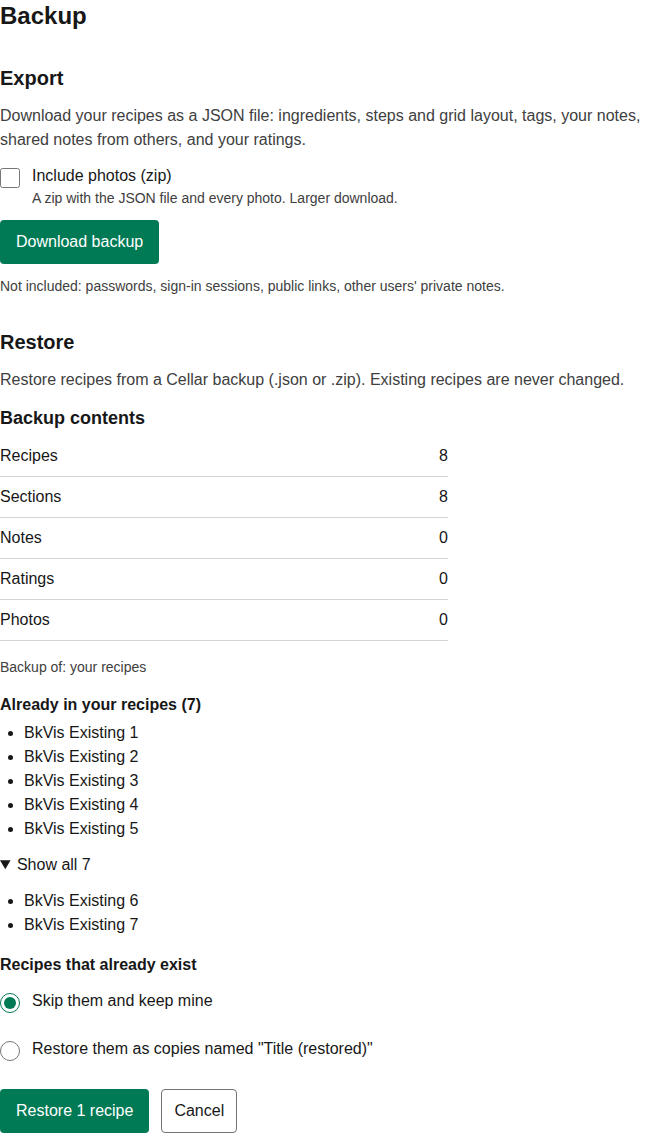 Backup
Export
Download your recipes as a JSON file: ingredients, steps and grid layout, tags, your notes,
shared notes from others, and your ratings.
Include photos (zip)
A zip with the JSON file and every photo. Larger download.
Download backup
Not included: passwords, sign-in sessions, public links, other users' private notes.
Restore
Restore recipes from a Cellar backup (.json or .zip). Existing recipes are never changed.
Backup contents
Recipes 8
Sections 8
Notes 0
Ratings 0
Photos 0
Backup of: your recipes
Already in your recipes (7)
BkVis Existing 1
BkVis Existing 2
BkVis Existing 3
BkVis Existing 4
BkVis Existing 5
Show all 7
BkVis Existing 6
BkVis Existing 7
Recipes that already exist
Skip them and keep mine
Restore them as copies named "Title (restored)"
Restore 1 recipe Cancel